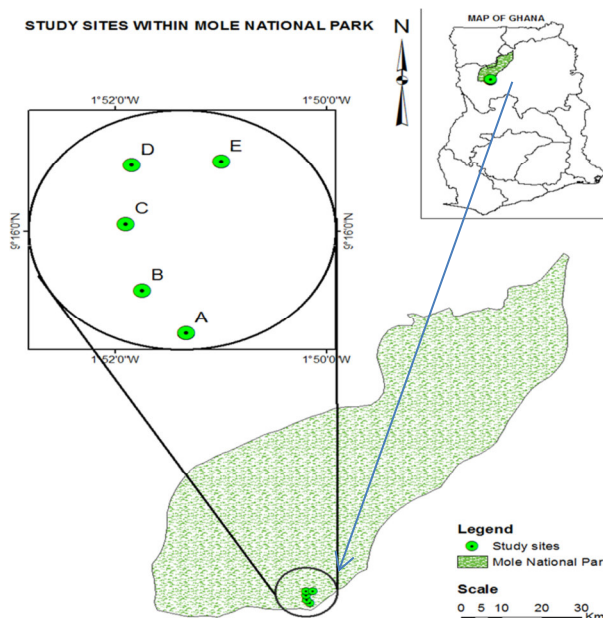 STUDY SITES WITHIN MOLE NATIONAL PARK
N
MAP OF GHANA
1°52'0"W 1°50'0"W
D E
C
9°16'0"N 9°16'0"N
B
A
1°52'0"W 1°50'0"W
Legend
Study sites
Mole National Par
Scale
0 5 10 20 30
Km